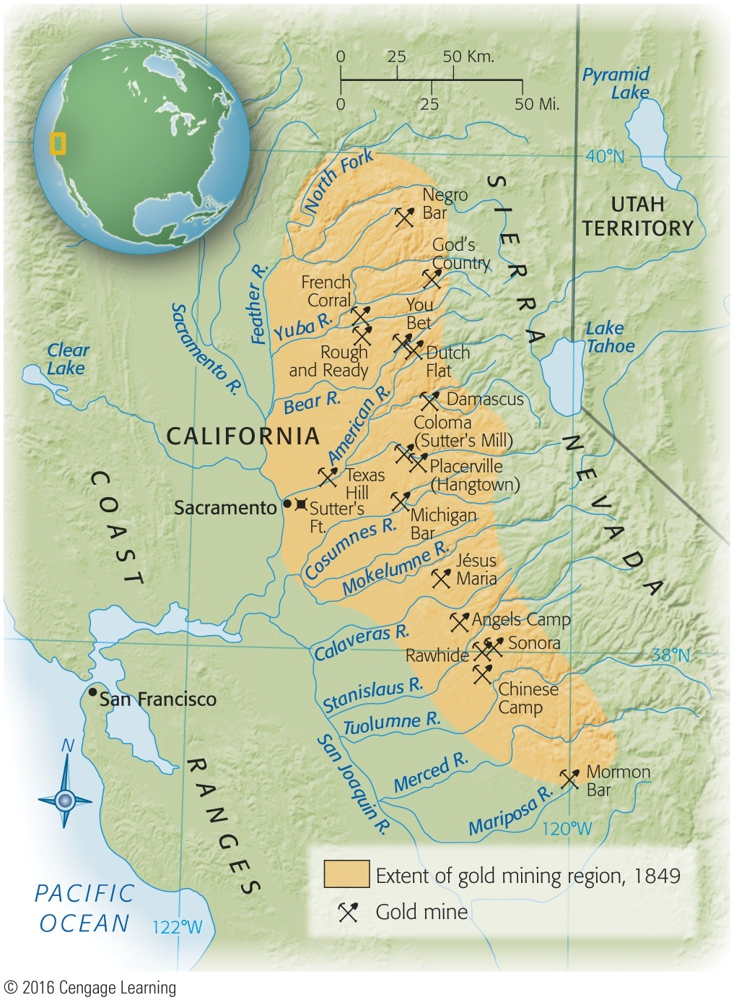 0 25 50 Km.
0 25 50 Mi.
Pyramid
Lake
40°N
North Fork
SIERRA
NEVADA
UTAH
TERRITORY
Negro
Bar
God's
Country
French
Corral
Feather R.
You
Bet
Yuba R.
Sacramento R.
Lake
Tahoe
Clear
Lake
Rough
and Ready
Dutch
Flat
Bear R.
American R.
Damascus
CALIFORNIA
Coloma
(Sutter's Mill)
Placerville
(Hangtown)
Texas
Hill
COAST
RANGES
Sacramento
Sutter's
Ft.
Michigan
Bar
Cosumnes R.
Mokelumne R.
Jésus
Maria
Angels Camp
Calaveras R.
Sonora
Rawhide
38°N
Stanislaus R.
Chinese
Camp
San Francisco
Tuolumne R.
San Joaquin R.
N
Merced R.
Mormon
Bar
Mariposa R.
120°W
Extent of gold mining region, 1849
Gold mine
PACIFIC
OCEAN
122°W
© 2016 Cengage Learning